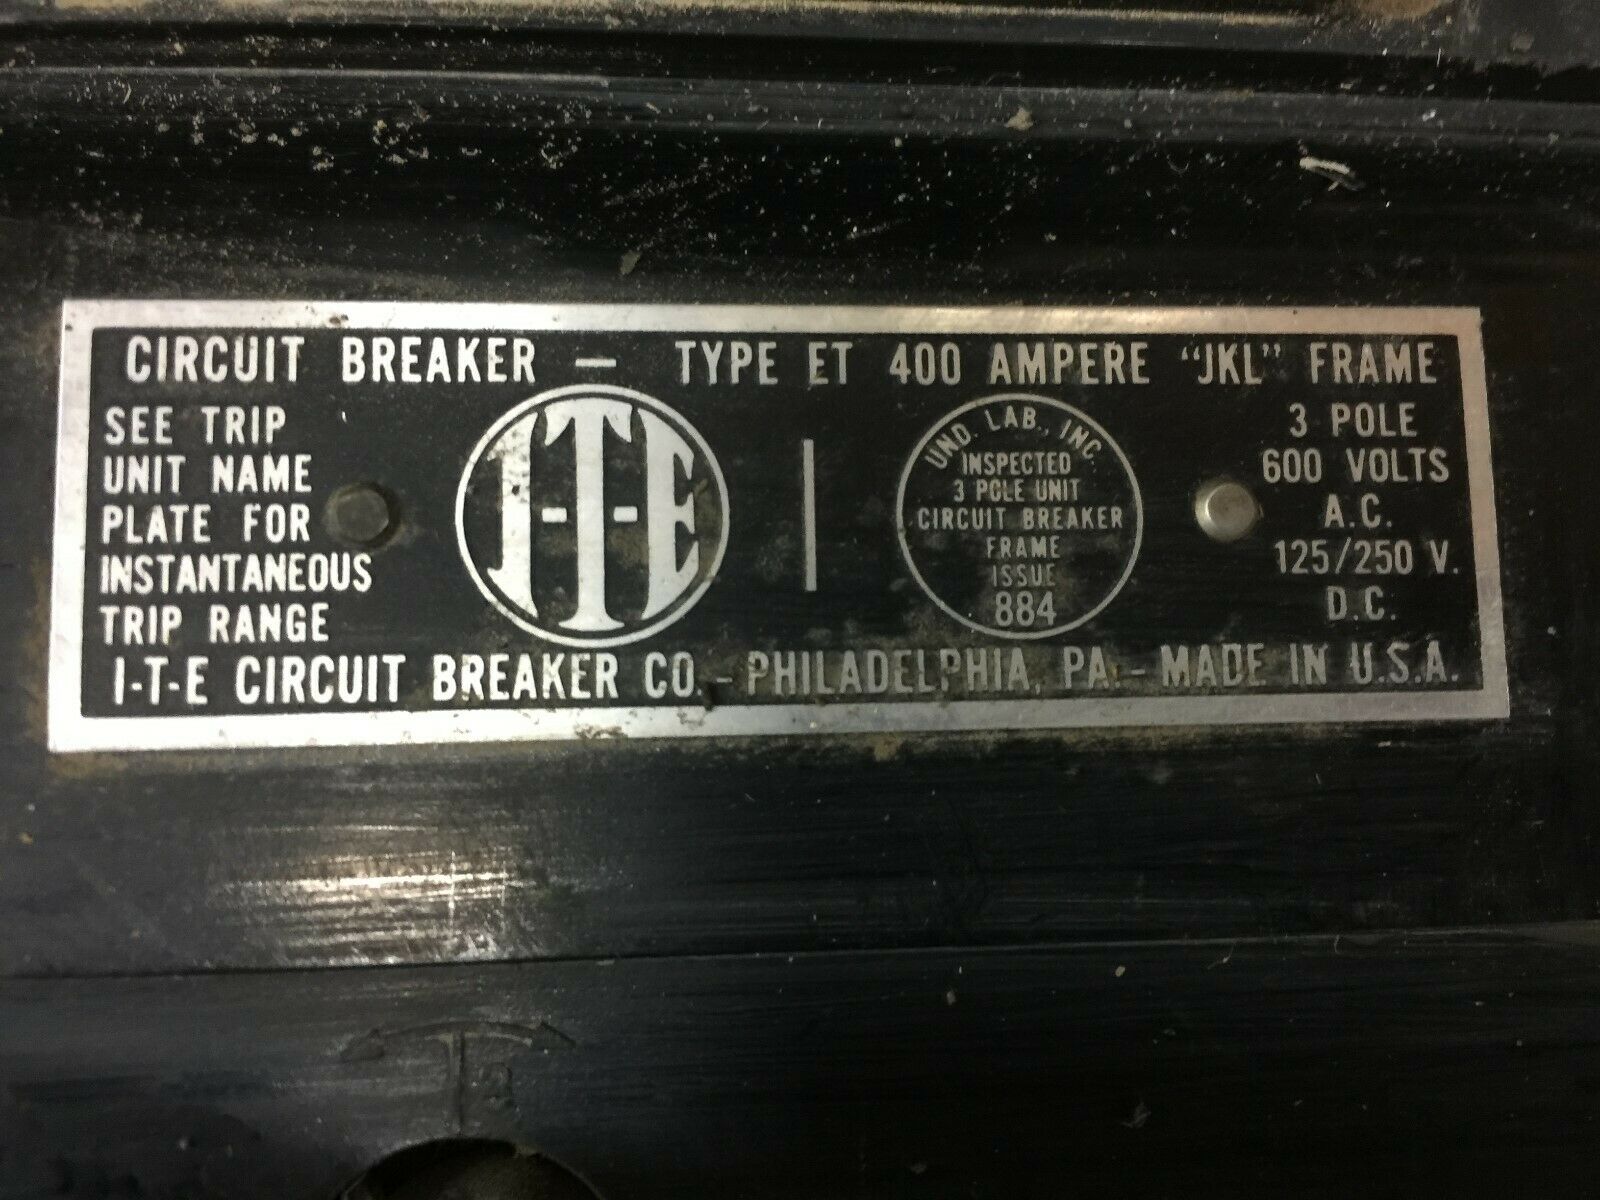 CIRCUIT BREAKER — TYPE ET 400 AMPERE "JKL" FRAME
SEE TRIP
UNIT NAME
PLATE FOR
INSTANTANEOUS
TRIP RANGE
I-T-E
UND. LAB., INC.
INSPECTED
3 POLE UNIT
CIRCUIT BREAKER
FRAME
ISSUE
884
3 POLE
600 VOLTS
A.C.
125/250 V.
D.C.
I-T-E CIRCUIT BREAKER CO. - PHILADELPHIA, PA. - MADE IN U.S.A.